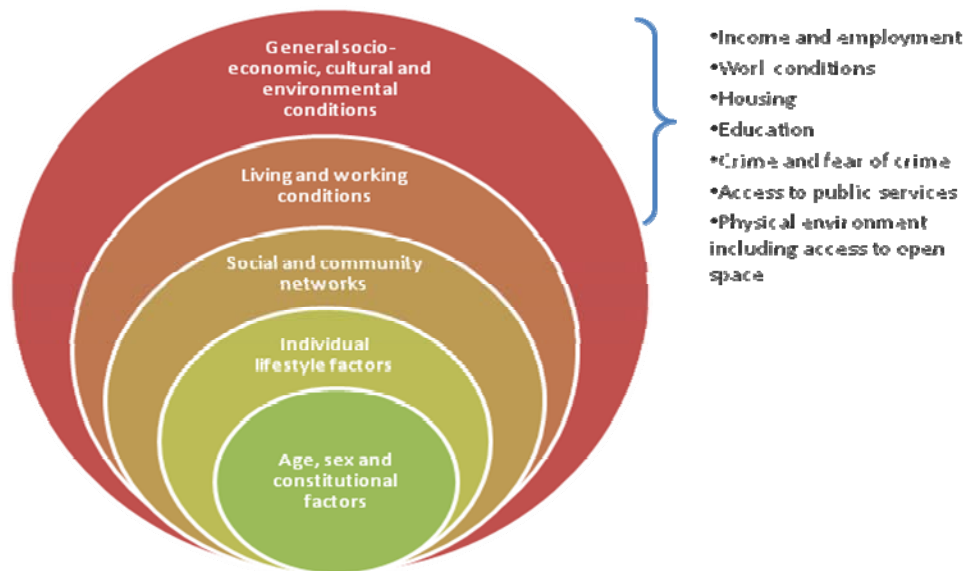 General socio-
economic, cultural and
environmental
conditions
Living and working
conditions
Social and community
networks
Individual
lifestyle factors
Age, sex and
constitutional
factors
•Income and employment
•Worl conditions
•Housing
•Education
•Crime and fear of crime
•Access to public services
•Physical environment
including access to open
space